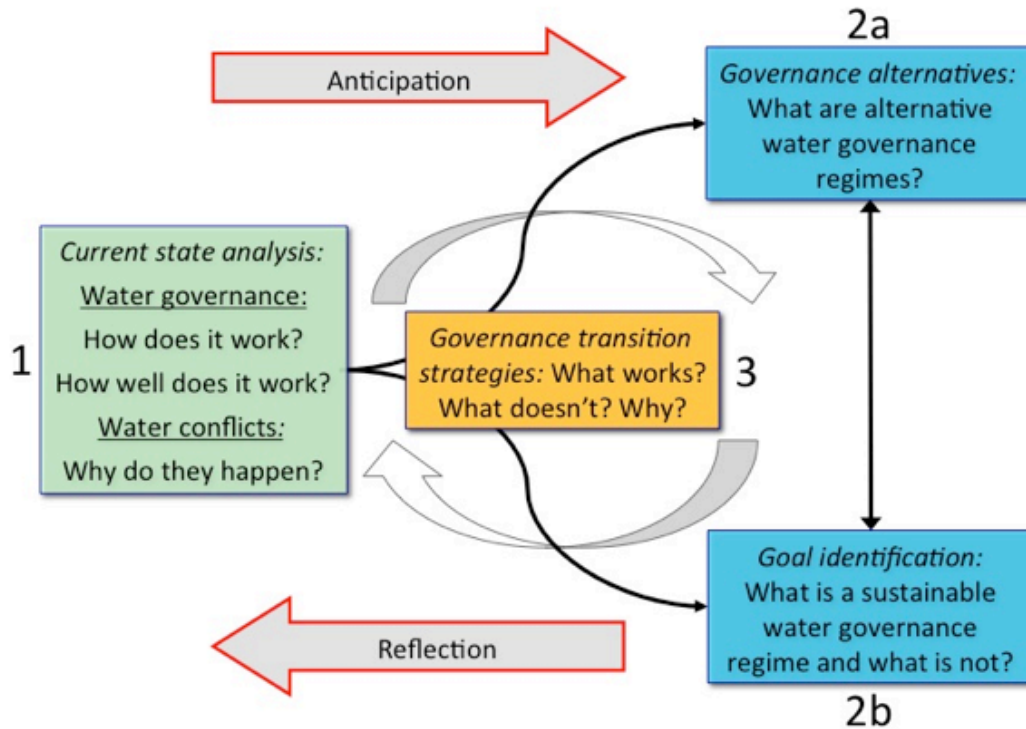 2a
Anticipation
Governance alternatives:
What are alternative
water governance
regimes?
1
Current state analysis:
Water governance:
How does it work?
How well does it work?
Water conflicts:
Why do they happen?
Governance transition
strategies: What works?
What doesn’t? Why?
3
Reflection
Goal identification:
What is a sustainable
water governance
regime and what is not?
2b